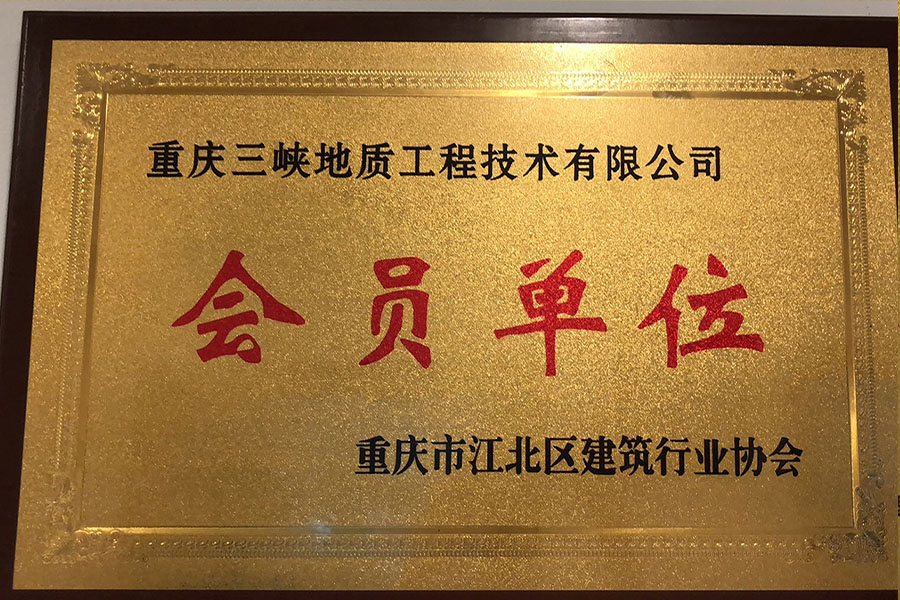 重庆三峡地质工程技术有限公司
会员单位
重庆市江北区建筑行业协会